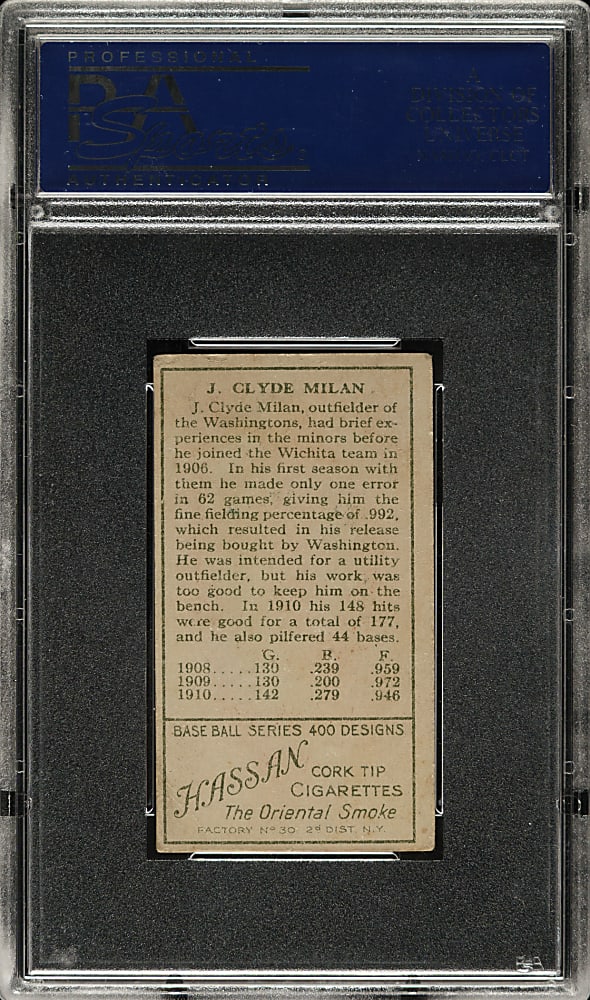 PROFESSIONAL
PSA
Sports
AUTHENTICATOR
A
DIVISION OF
COLLECTORS
UNIVERSE
J. CLYDE MILAN
J. Clyde Milan, outfielder of
the Washingtons, had brief ex-
periences in the minors before
he joined the Wichita team in
1906. In his first season with
them he made only one error
in 62 games, giving him the
fine fielding percentage of .992,
which resulted in his release
being bought by Washington.
He was intended for a utility
outfielder, but his work was
too good to keep him on the
bench. In 1910 his 148 hits
were good for a total of 177,
and he also pilfered 44 bases.
G. B. F.
1908.....130 .239 .959
1909.....130 .200 .972
1910.....142 .279 .946
BASE BALL SERIES 400 DESIGNS
HASSAN
CORK TIP
CIGARETTES
The Oriental Smoke
FACTORY Nº 30 2ᵈ DIST. N.Y.
PSA